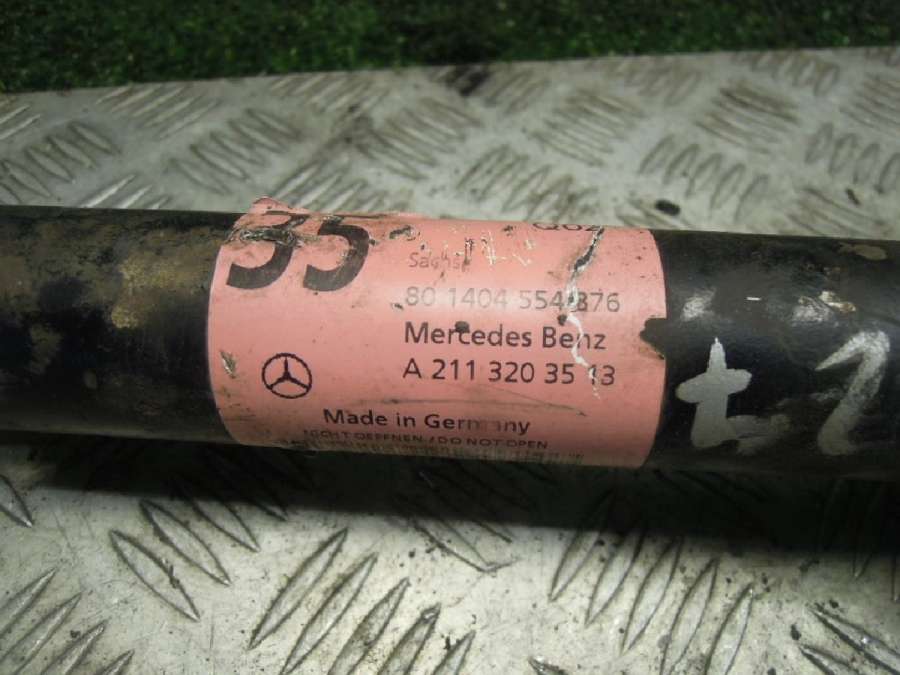 35
Sachs
80 1404 554 876
Mercedes Benz
A 211 320 35 13
Made in Germany
NICHT OEFFNEN / DO NOT OPEN